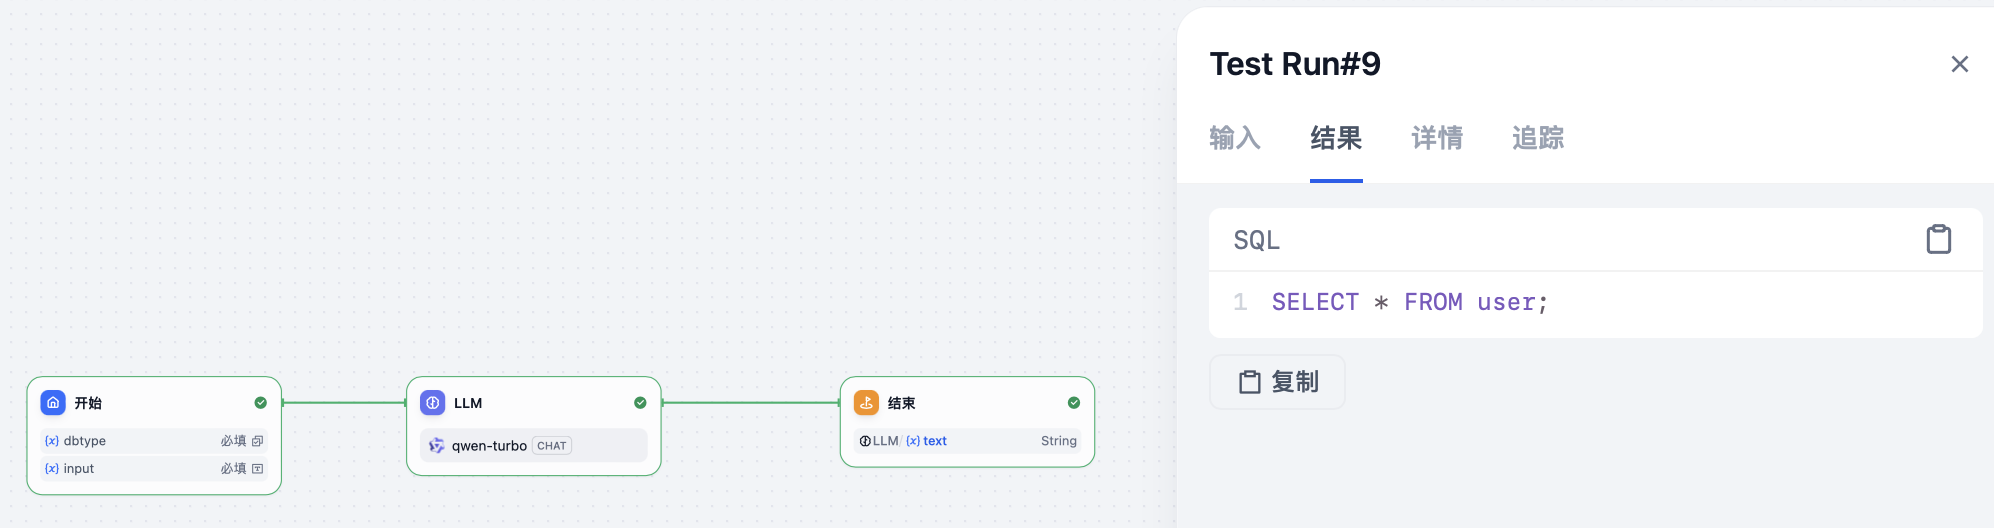 开始
dbtype 必填
input 必填
LLM
qwen-turbo CHAT
结束
LLM / {x} text String
Test Run#9
输入 结果 详情 追踪
SQL
1 SELECT * FROM user;
复制